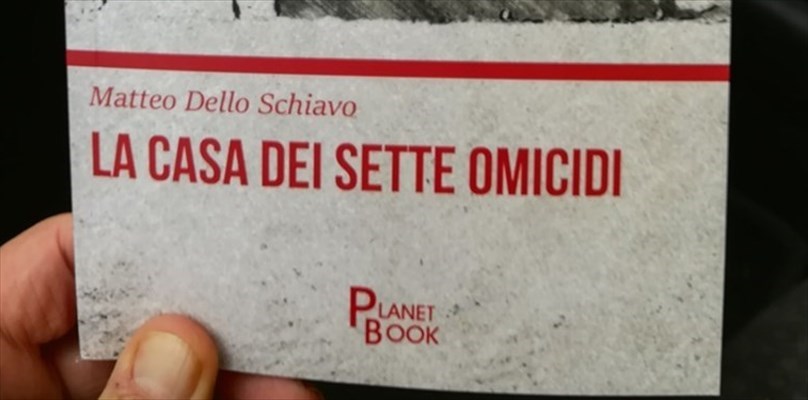 Matteo Dello Schiavo
LA CASA DEI SETTE OMICIDI
PLANET
BOOK